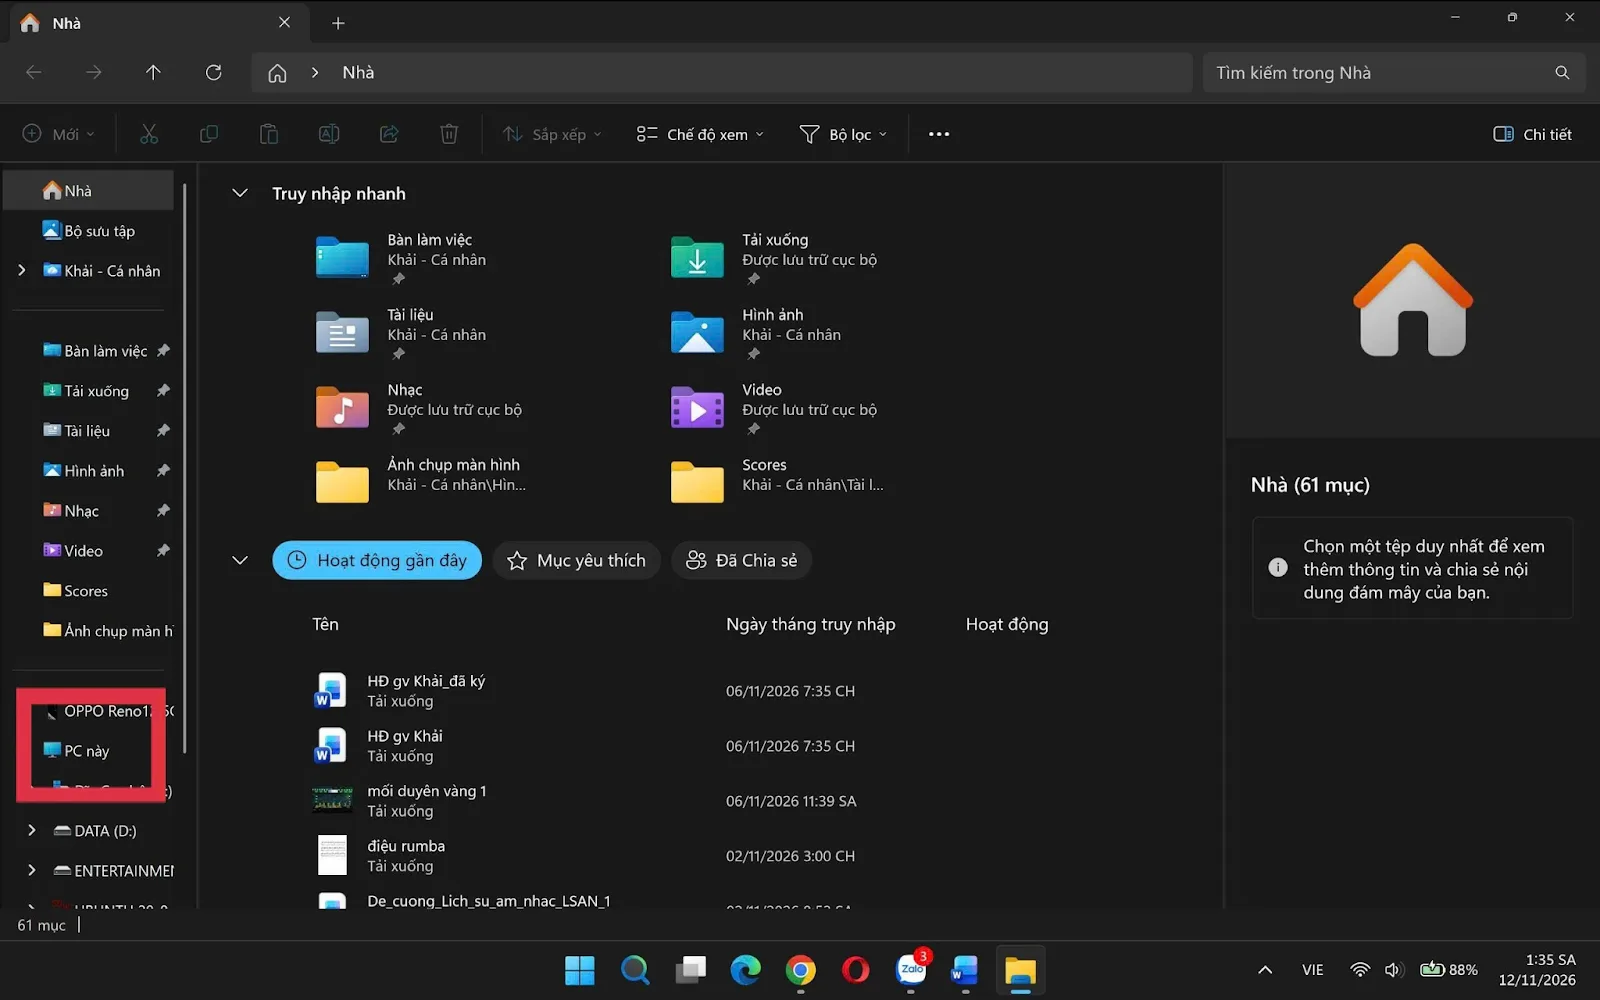 Nhà
Nhà
Tìm kiếm trong Nhà
Mới
Sắp xếp
Chế độ xem
Bộ lọc
Chi tiết
Nhà
Bộ sưu tập
Khải - Cá nhân
Bàn làm việc
Tải xuống
Tài liệu
Hình ảnh
Nhạc
Video
Scores
Ảnh chụp màn
OPPO
PC này
DATA (D:)
Truy nhập nhanh
Bàn làm việc
Khải - Cá nhân
Tải xuống
Được lưu trữ cục bộ
Tài liệu
Khải - Cá nhân
Hình ảnh
Khải - Cá nhân
Nhạc
Được lưu trữ cục bộ
Video
Được lưu trữ cục bộ
Ảnh chụp màn hình
Khải - Cá nhân\Hìn...
Scores
Khải - Cá nhân\Tài l...
Hoạt động gần đây
Mục yêu thích
Đã Chia sẻ
Tên Ngày tháng truy nhập Hoạt động
HĐ gv Khải_đã ký
Tải xuống
06/11/2026 7:35 CH
HĐ gv Khải
Tải xuống
06/11/2026 7:35 CH
mối duyên vàng 1
Tải xuống
06/11/2026 11:39 SA
điệu rumba
Tải xuống
02/11/2026 3:00 CH
De_cuong_Lich_su_am_nhac_LSAN_1
Nhà (61 mục)
Chọn một tệp duy nhất để xem
thêm thông tin và chia sẻ nội
dung đám mây của bạn.
61 mục
Zalo
3
VIE
88%
1:35 SA
12/11/2026